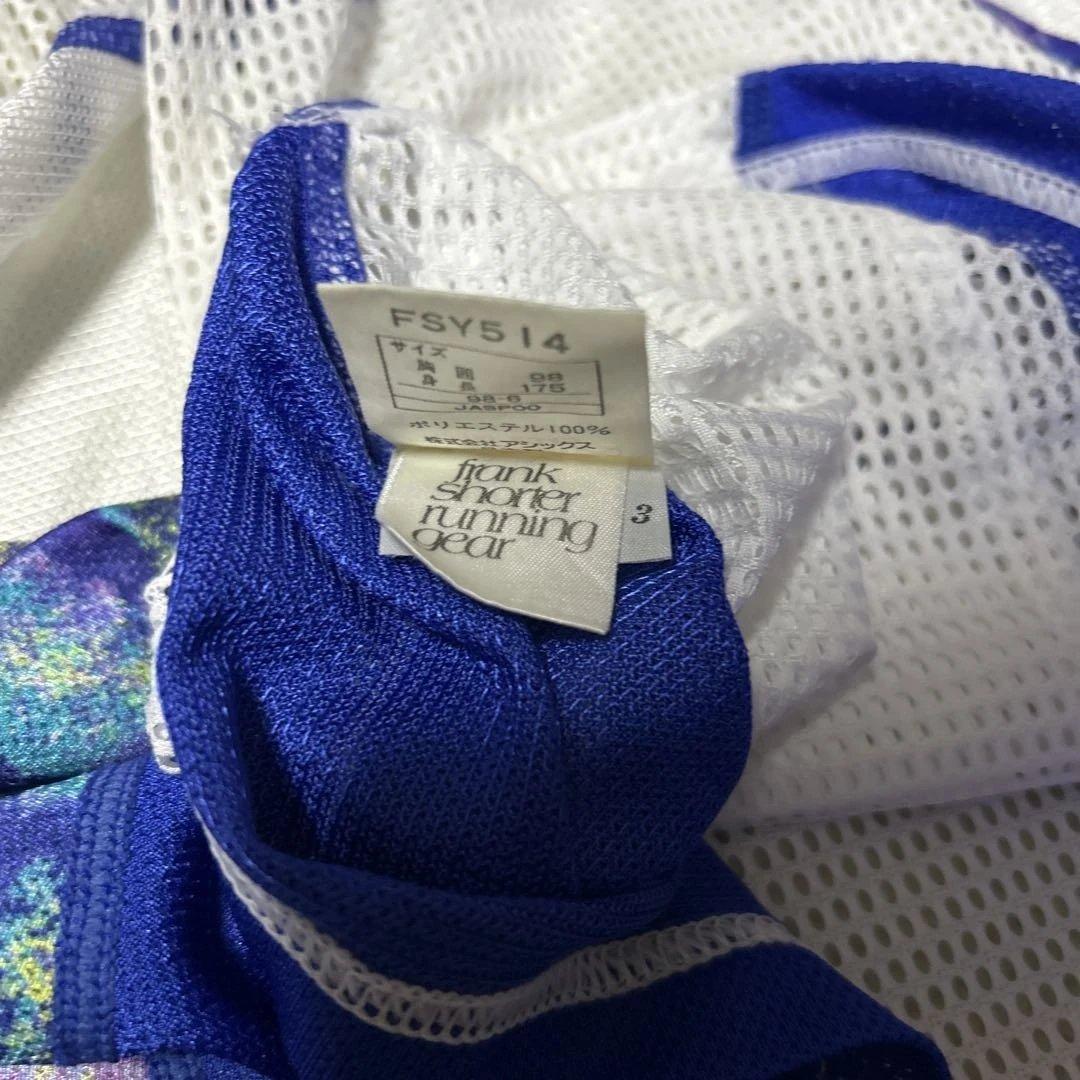 FSY514
サイズ
胸囲 98
身長 175
98-6
JASPOO
ポリエステル100%
株式会社アシックス
frank
shorter
running
gear
3